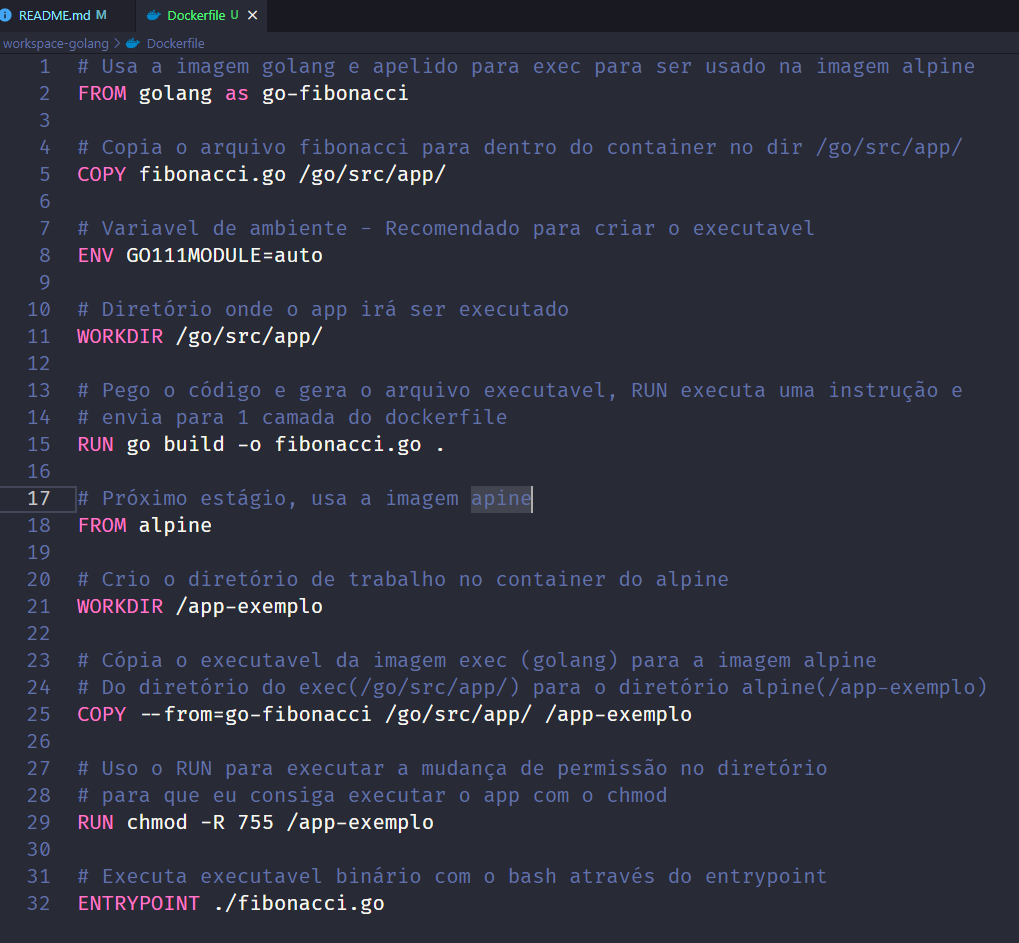 README.md M Dockerfile U
workspace-golang > Dockerfile
1 # Usa a imagem golang e apelido para exec para ser usado na imagem alpine
2 FROM golang as go-fibonacci
3
4 # Copia o arquivo fibonacci para dentro do container no dir /go/src/app/
5 COPY fibonacci.go /go/src/app/
6
7 # Variavel de ambiente - Recomendado para criar o executavel
8 ENV GO111MODULE=auto
9
10 # Diretório onde o app irá ser executado
11 WORKDIR /go/src/app/
12
13 # Pego o código e gera o arquivo executavel, RUN executa uma instrução e
14 # envia para 1 camada do dockerfile
15 RUN go build -o fibonacci.go .
16
17 # Próximo estágio, usa a imagem apine
18 FROM alpine
19
20 # Crio o diretório de trabalho no container do alpine
21 WORKDIR /app-exemplo
22
23 # Cópia o executavel da imagem exec (golang) para a imagem alpine
24 # Do diretório do exec(/go/src/app/) para o diretório alpine(/app-exemplo)
25 COPY --from=go-fibonacci /go/src/app/ /app-exemplo
26
27 # Uso o RUN para executar a mudança de permissão no diretório
28 # para que eu consiga executar o app com o chmod
29 RUN chmod -R 755 /app-exemplo
30
31 # Executa executavel binário com o bash através do entrypoint
32 ENTRYPOINT ./fibonacci.go